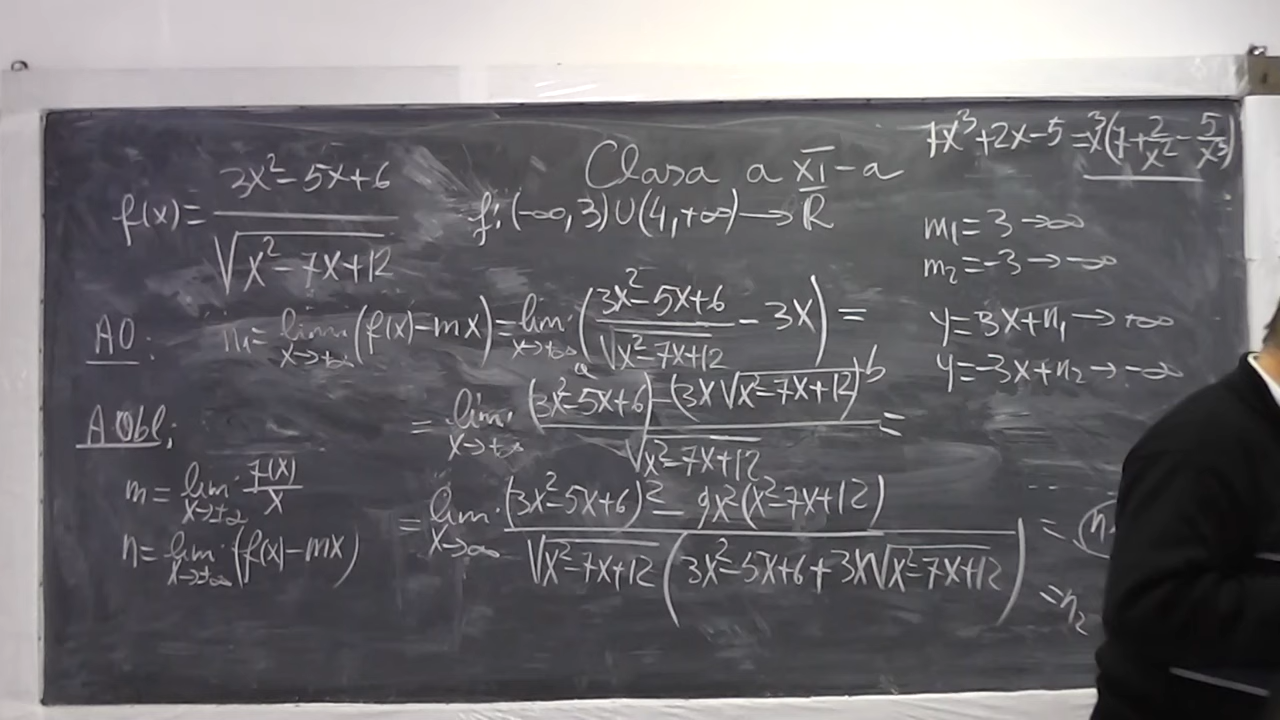 Clasa a XI-a
7x³+2x-5=x³(7+2/x²-5/x³)
f(x)= (3x²-5x+6)/√(x²-7x+12)
f:(-∞,3)∪(4,+∞)→R
m₁=3→∞
m₂=-3→-∞
y=3x+n₁→+∞
y=-3x+n₂→-∞
AO:
n₁=lim x→+∞ (f(x)-mx)=lim x→+∞ ((3x²-5x+6)/√(x²-7x+12) - 3x)=
=lim x→+∞ ((3x²-5x+6)ᵃ-(3x√(x²-7x+12))ᵇ)/√(x²-7x+12) =
A Obl;
m=lim f(x)/x
n=lim x→±∞ (f(x)-mx)
=lim x→∞ ((3x²-5x+6)²-9x²(x²-7x+12))/(√(x²-7x+12)(3x²-5x+6+3x√(x²-7x+12))) =
=n₂